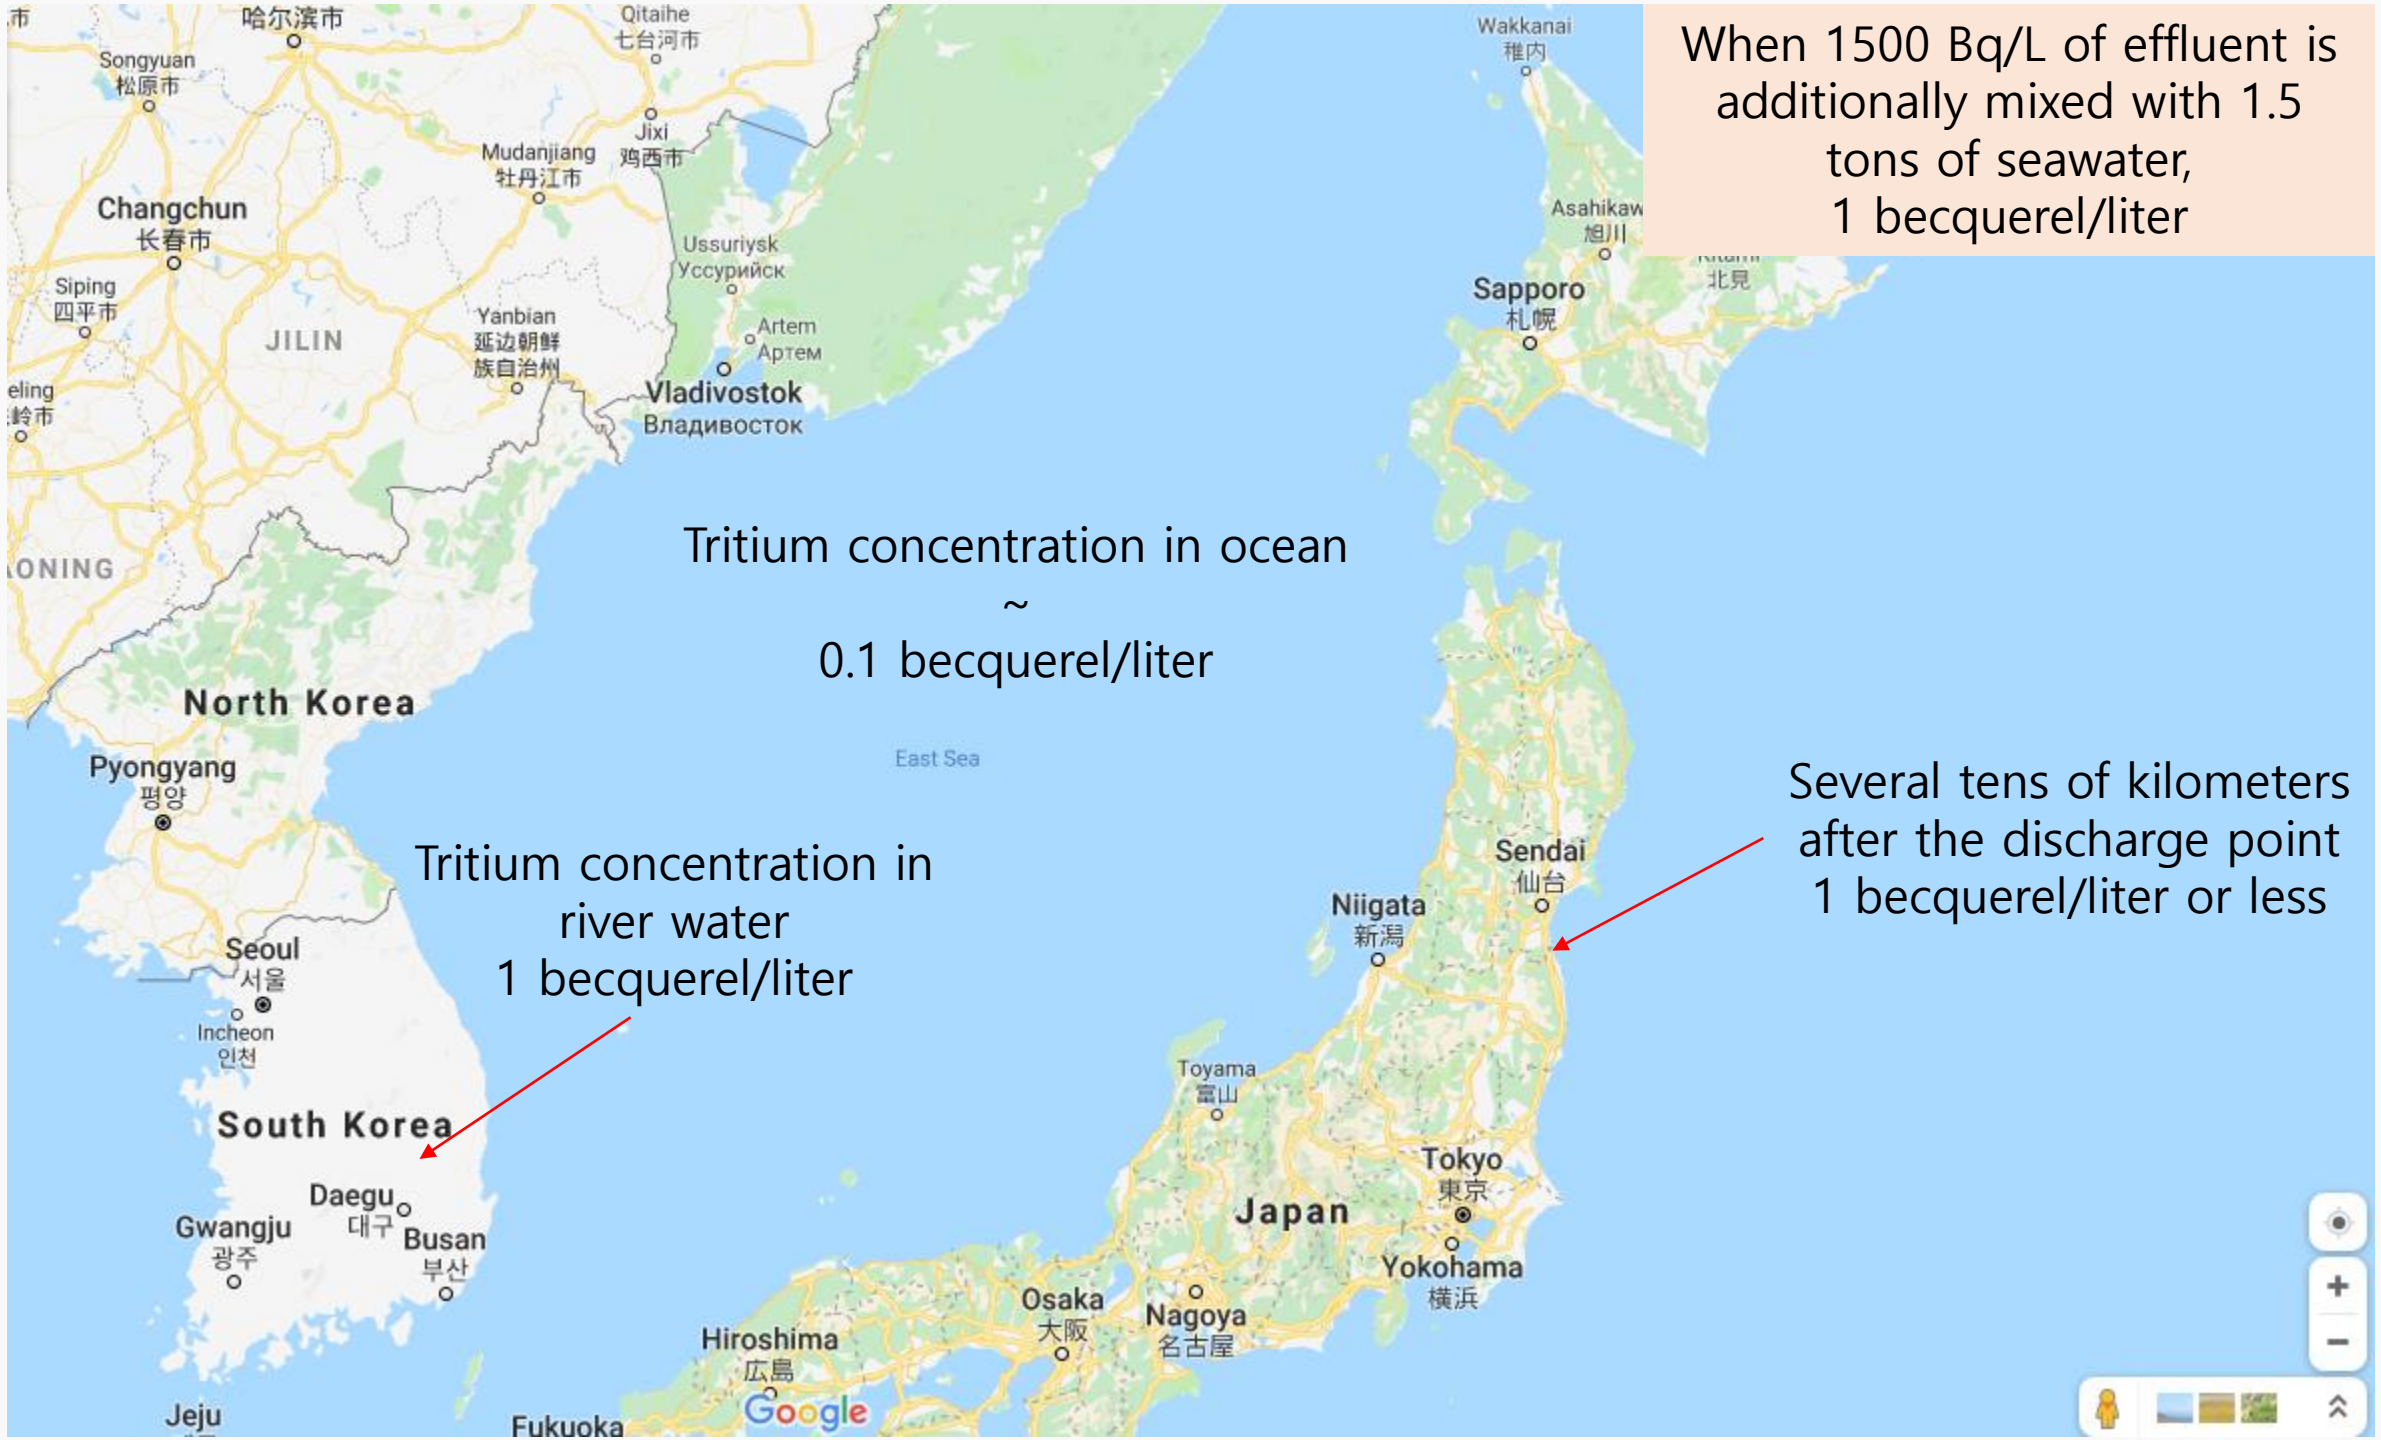 市
哈尔滨市
Qitaihe
七台河市
Wakkanai
稚内
When 1500 Bq/L of effluent is
additionally mixed with 1.5
tons of seawater,
1 becquerel/liter
Songyuan
松原市
Jixi
鸡西市
Mudanjiang
牡丹江市
Changchun
长春市
Ussuriysk
Уссурийск
Asahikaw
旭川
Kitami
北見
Siping
四平市
Sapporo
札幌
JILIN
Yanbian
延边朝鲜
族自治州
Artem
Артем
Vladivostok
Владивосток
eling
岭市
Tritium concentration in ocean
~
0.1 becquerel/liter
ONING
North Korea
East Sea
Pyongyang
평양
Several tens of kilometers
after the discharge point
1 becquerel/liter or less
Tritium concentration in
river water
1 becquerel/liter
Sendai
仙台
Niigata
新潟
Seoul
서울
Incheon
인천
Toyama
富山
South Korea
Tokyo
東京
Daegu
대구
Japan
Gwangju
광주
Busan
부산
Yokohama
横浜
Osaka
大阪
Nagoya
名古屋
Hiroshima
広島
Jeju
Fukuoka
Google